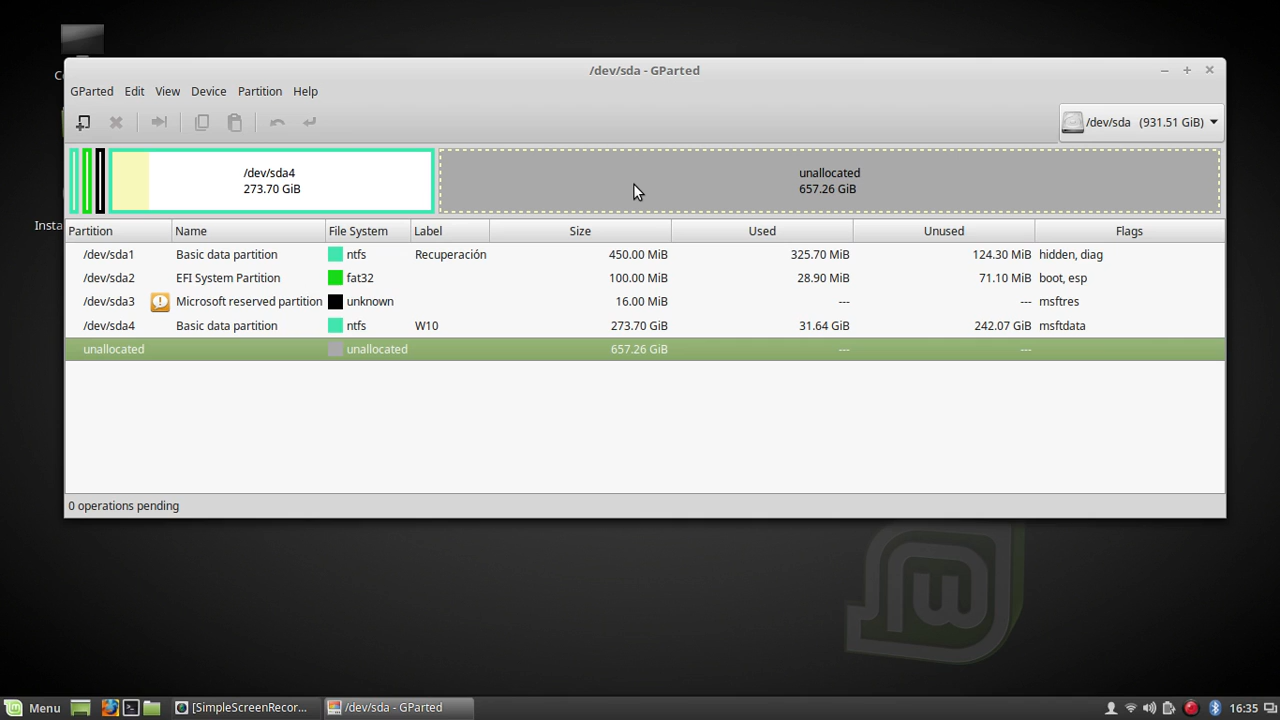 Co
Insta
/dev/sda - GParted
GParted Edit View Device Partition Help
/dev/sda (931.51 GiB)
/dev/sda4
273.70 GiB
unallocated
657.26 GiB
Partition Name File System Label Size Used Unused Flags
/dev/sda1 Basic data partition ntfs Recuperación 450.00 MiB 325.70 MiB 124.30 MiB hidden, diag
/dev/sda2 EFI System Partition fat32 100.00 MiB 28.90 MiB 71.10 MiB boot, esp
/dev/sda3 Microsoft reserved partition unknown 16.00 MiB --- --- msftres
/dev/sda4 Basic data partition ntfs W10 273.70 GiB 31.64 GiB 242.07 GiB msftdata
unallocated unallocated 657.26 GiB --- ---
0 operations pending
Menu [SimpleScreenRecor... /dev/sda - GParted 16:35